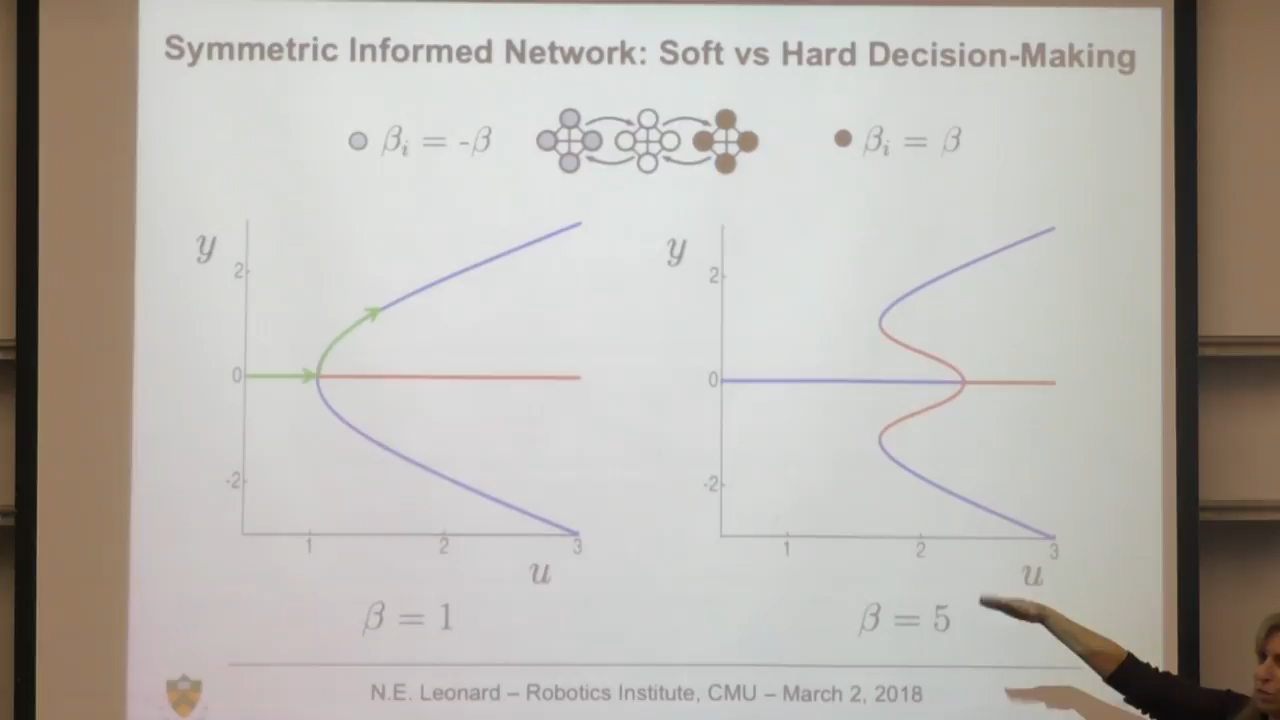 Symmetric Informed Network: Soft vs Hard Decision-Making
βᵢ = -β
βᵢ = β
y
2
0
-2
1
2
3
u
β = 1
y
2
0
-2
1
2
3
u
β = 5
N.E. Leonard – Robotics Institute, CMU – March 2, 2018